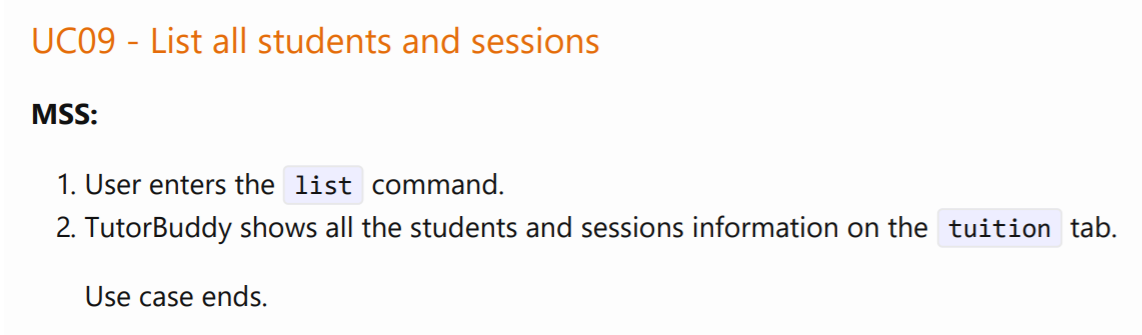 UC09 - List all students and sessions
MSS:
1. User enters the list command.
2. TutorBuddy shows all the students and sessions information on the tuition tab.
Use case ends.